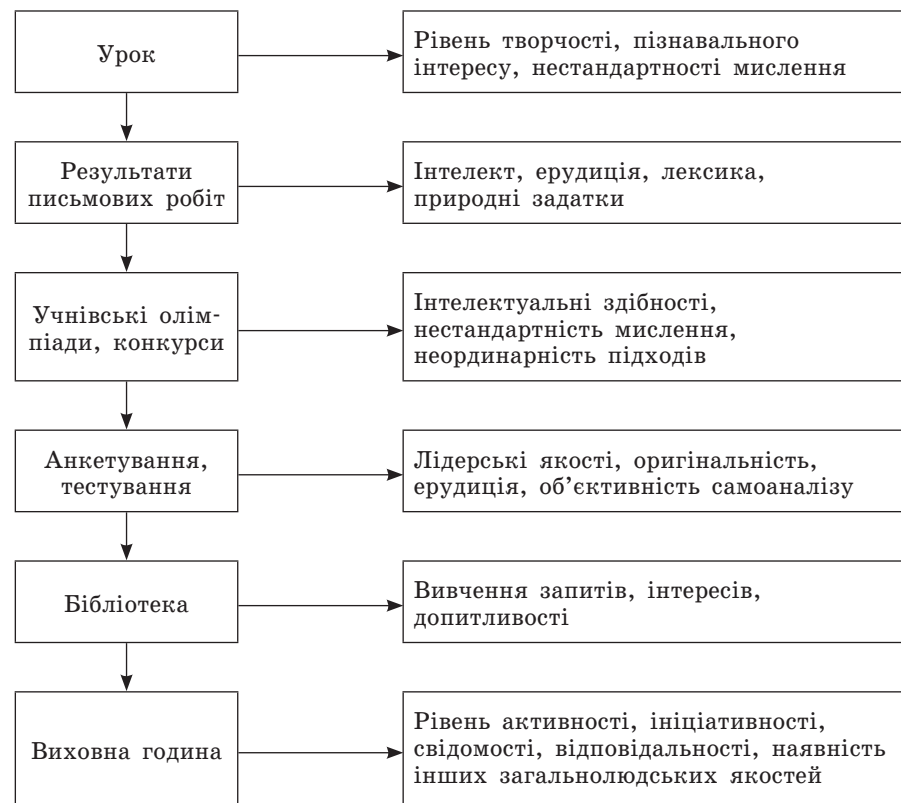 Урок
Рівень творчості, пізнавального
інтересу, нестандартності мислення
Результати
письмових робіт
Інтелект, ерудиція, лексика,
природні задатки
Учнівські олім-
піади, конкурси
Інтелектуальні здібності,
нестандартність мислення,
неординарність підходів
Анкетування,
тестування
Лідерські якості, оригінальність,
ерудиція, об’єктивність самоаналізу
Бібліотека
Вивчення запитів, інтересів,
допитливості
Виховна година
Рівень активності, ініціативності,
свідомості, відповідальності, наявність
інших загальнолюдських якостей